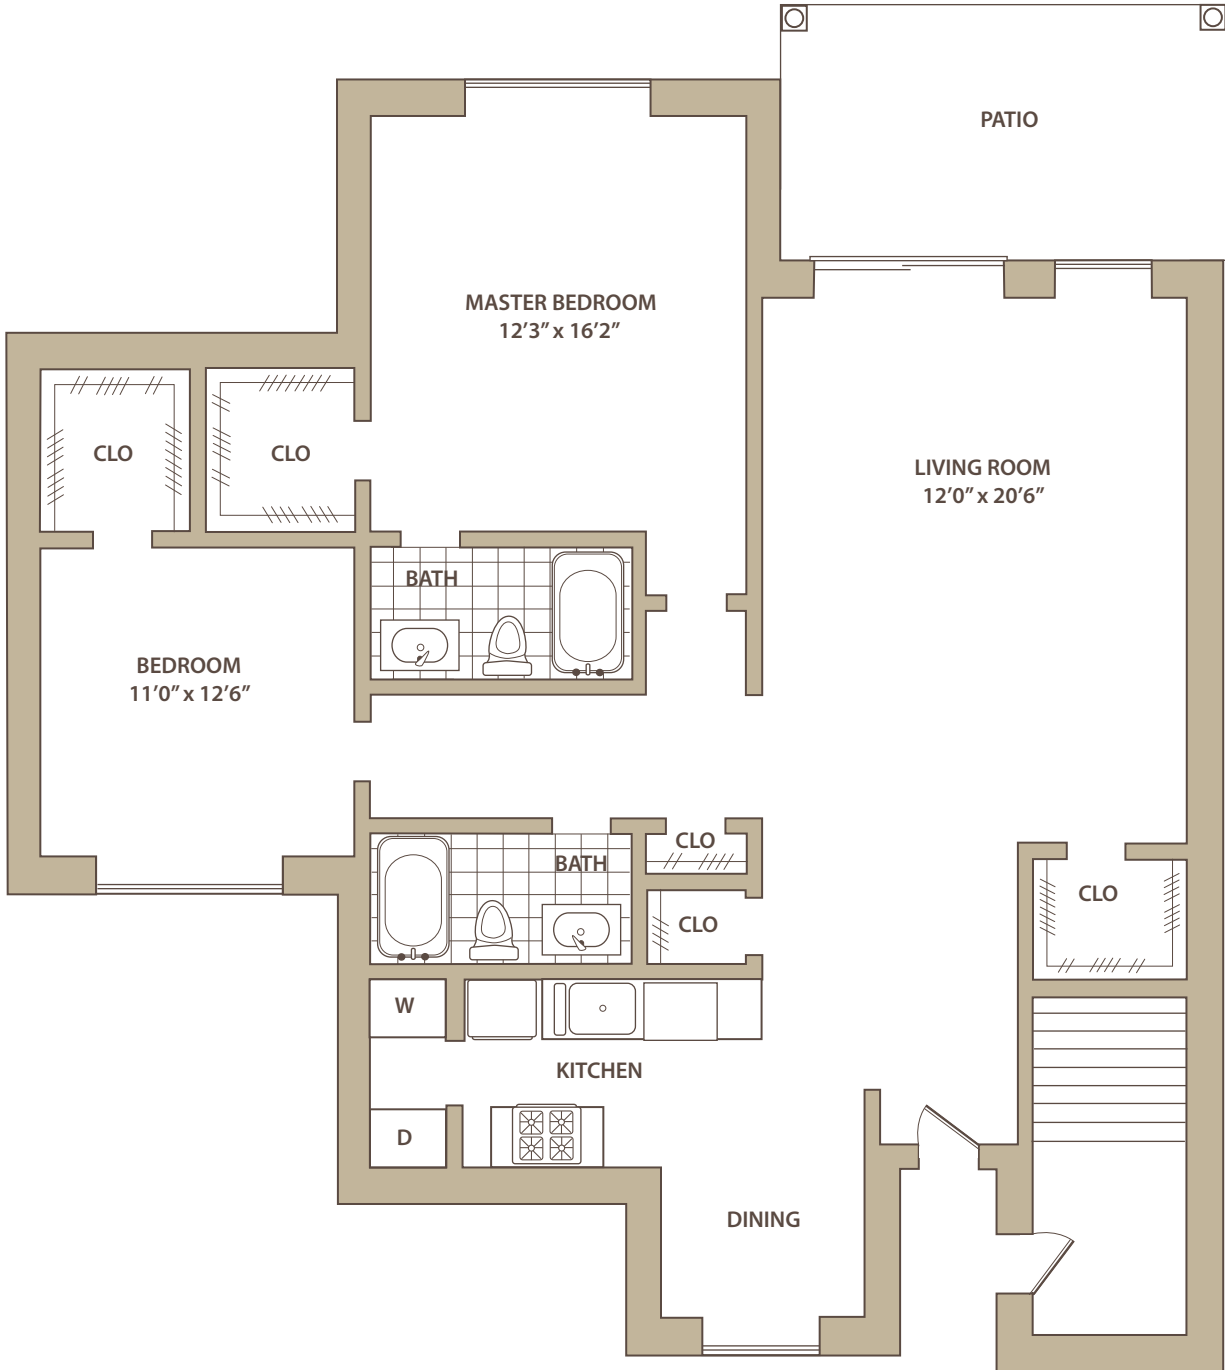 PATIO
MASTER BEDROOM
12’3” x 16’2”
CLO
CLO
LIVING ROOM
12’0” x 20’6”
BATH
BEDROOM
11’0” x 12’6”
CLO
BATH
CLO
CLO
W
KITCHEN
D
DINING